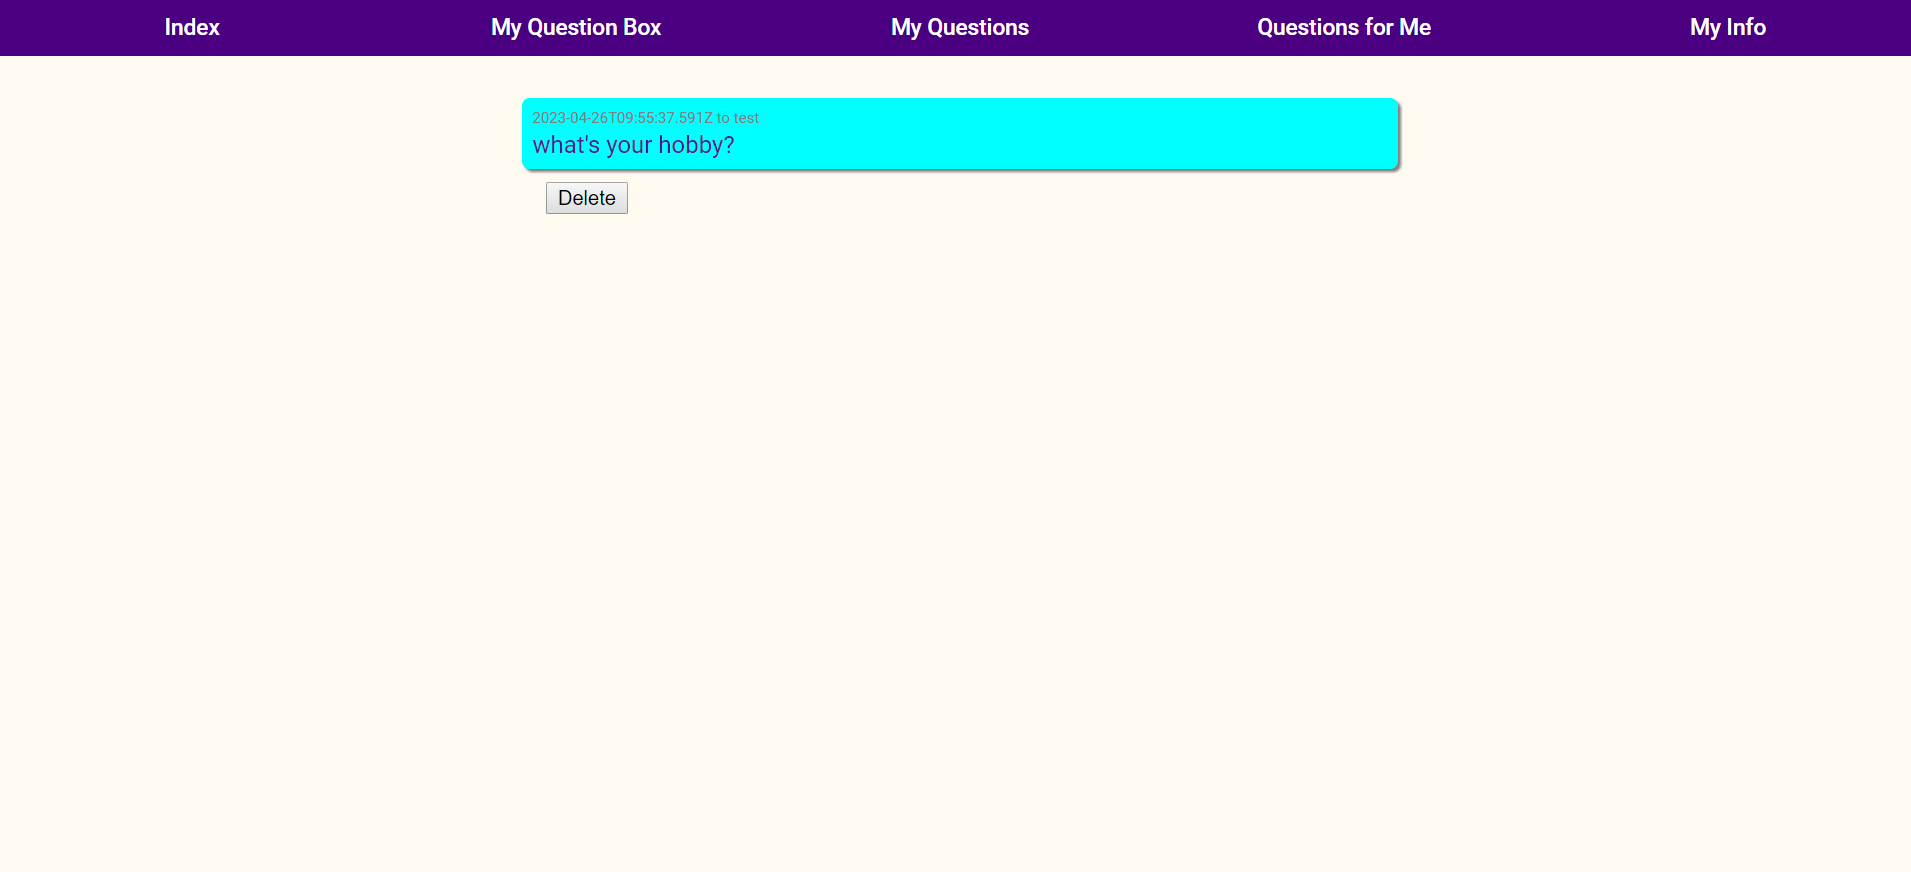 Index My Question Box My Questions Questions for Me My Info
2023-04-26T09:55:37.591Z to test
what's your hobby?
Delete